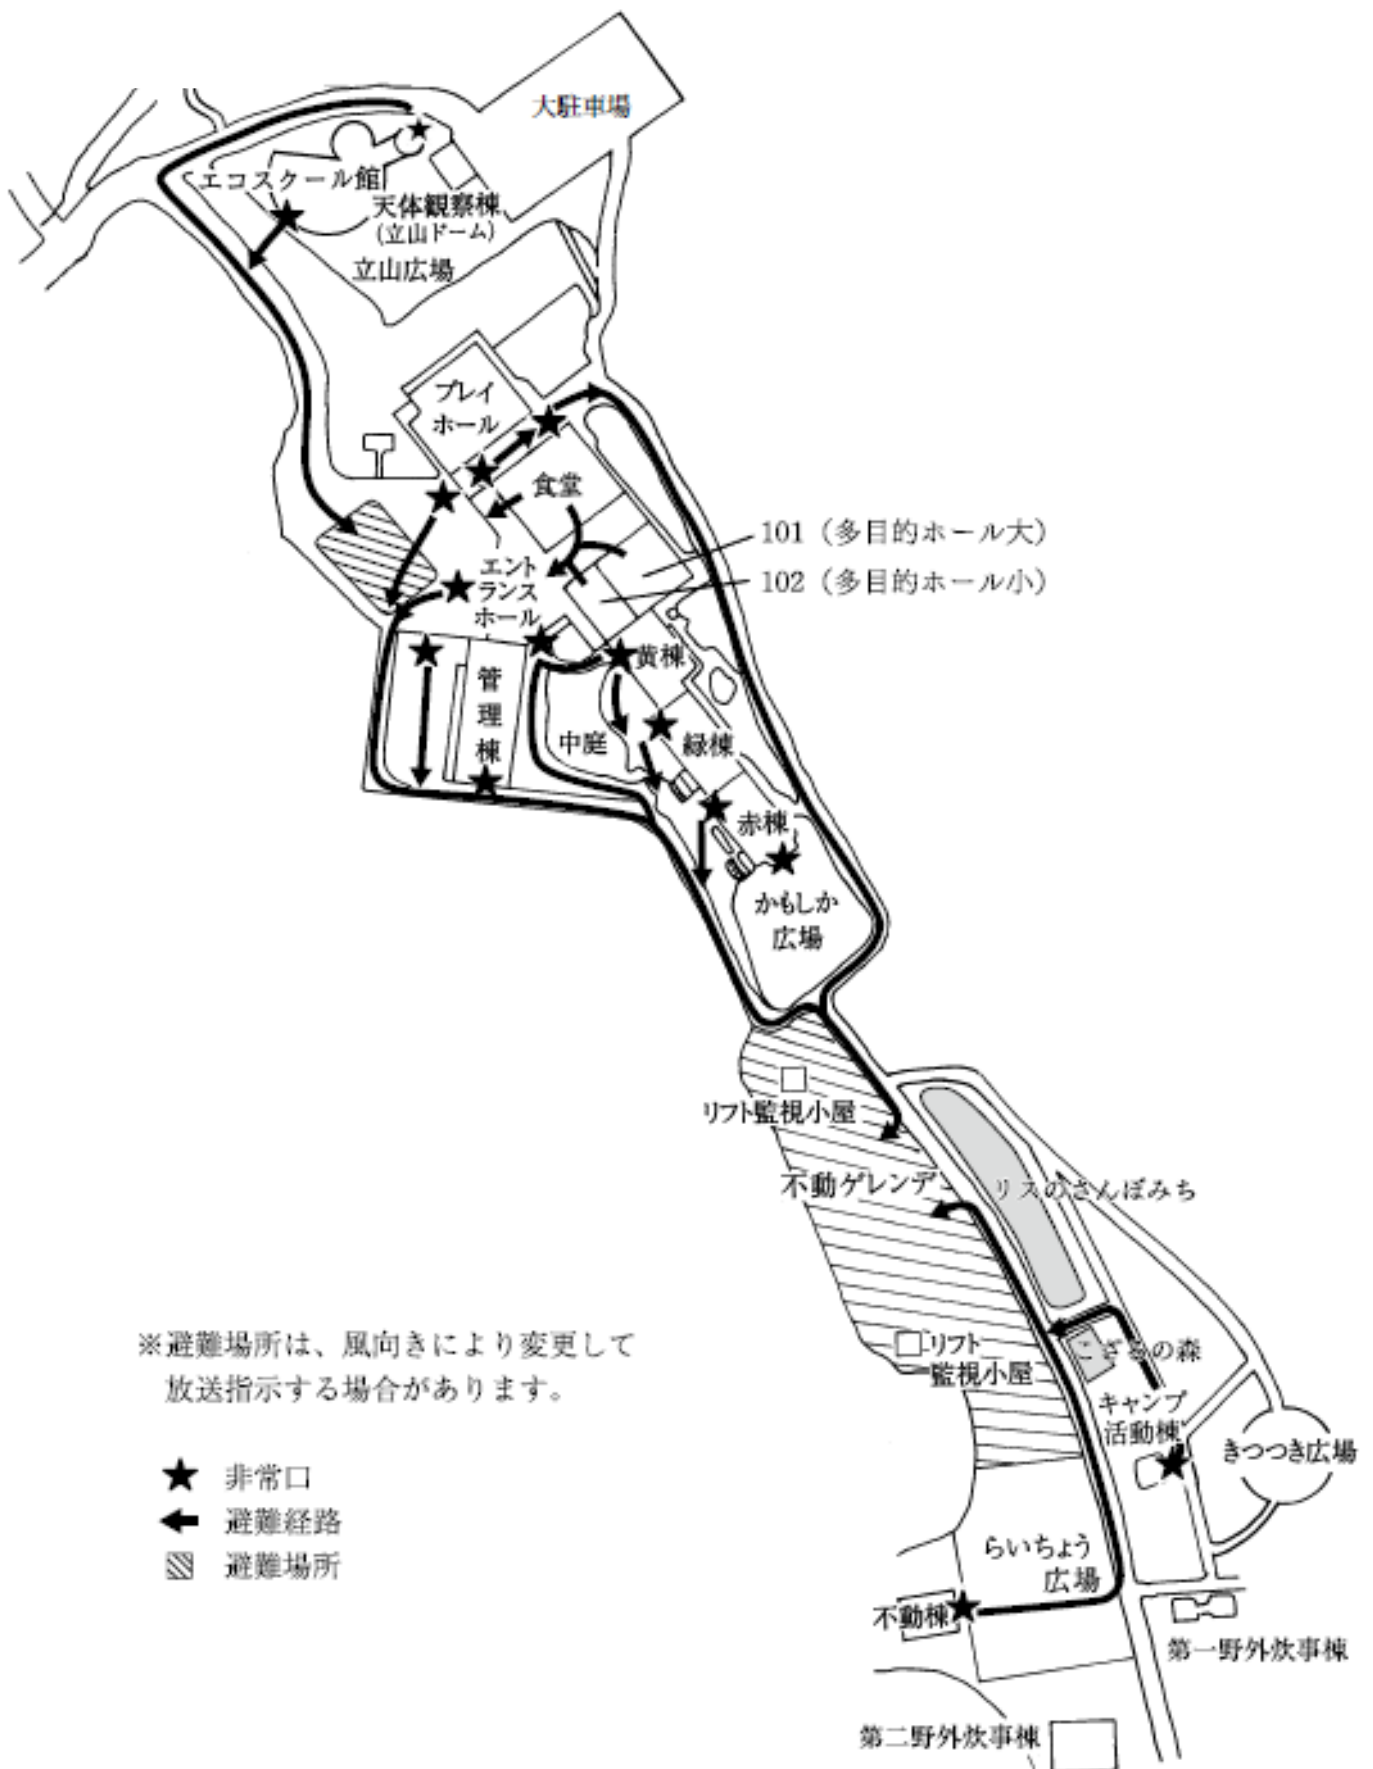 大駐車場
エコスクール館
天体観察棟
(立山ドーム)
立山広場
プレイ
ホール
食堂
101（多目的ホール大）
102（多目的ホール小）
エント
ランス
ホール
黄棟
管
理
棟
中庭
緑棟
赤棟
かもしか
広場
リフト監視小屋
不動ゲレンデ
リスのさんぽみち
リフト
監視小屋
こざるの森
キャンプ
活動棟
きつつき広場
らいちょう
広場
不動棟
第一野外炊事棟
第二野外炊事棟
※避難場所は、風向きにより変更して
放送指示する場合があります。
★ 非常口
避難経路
避難場所